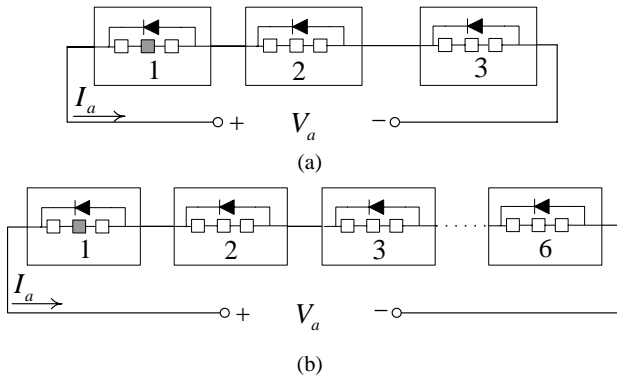 1 2 3
I_a + V_a −
(a)
1 2 3 ...... 6
I_a + V_a −
(b)